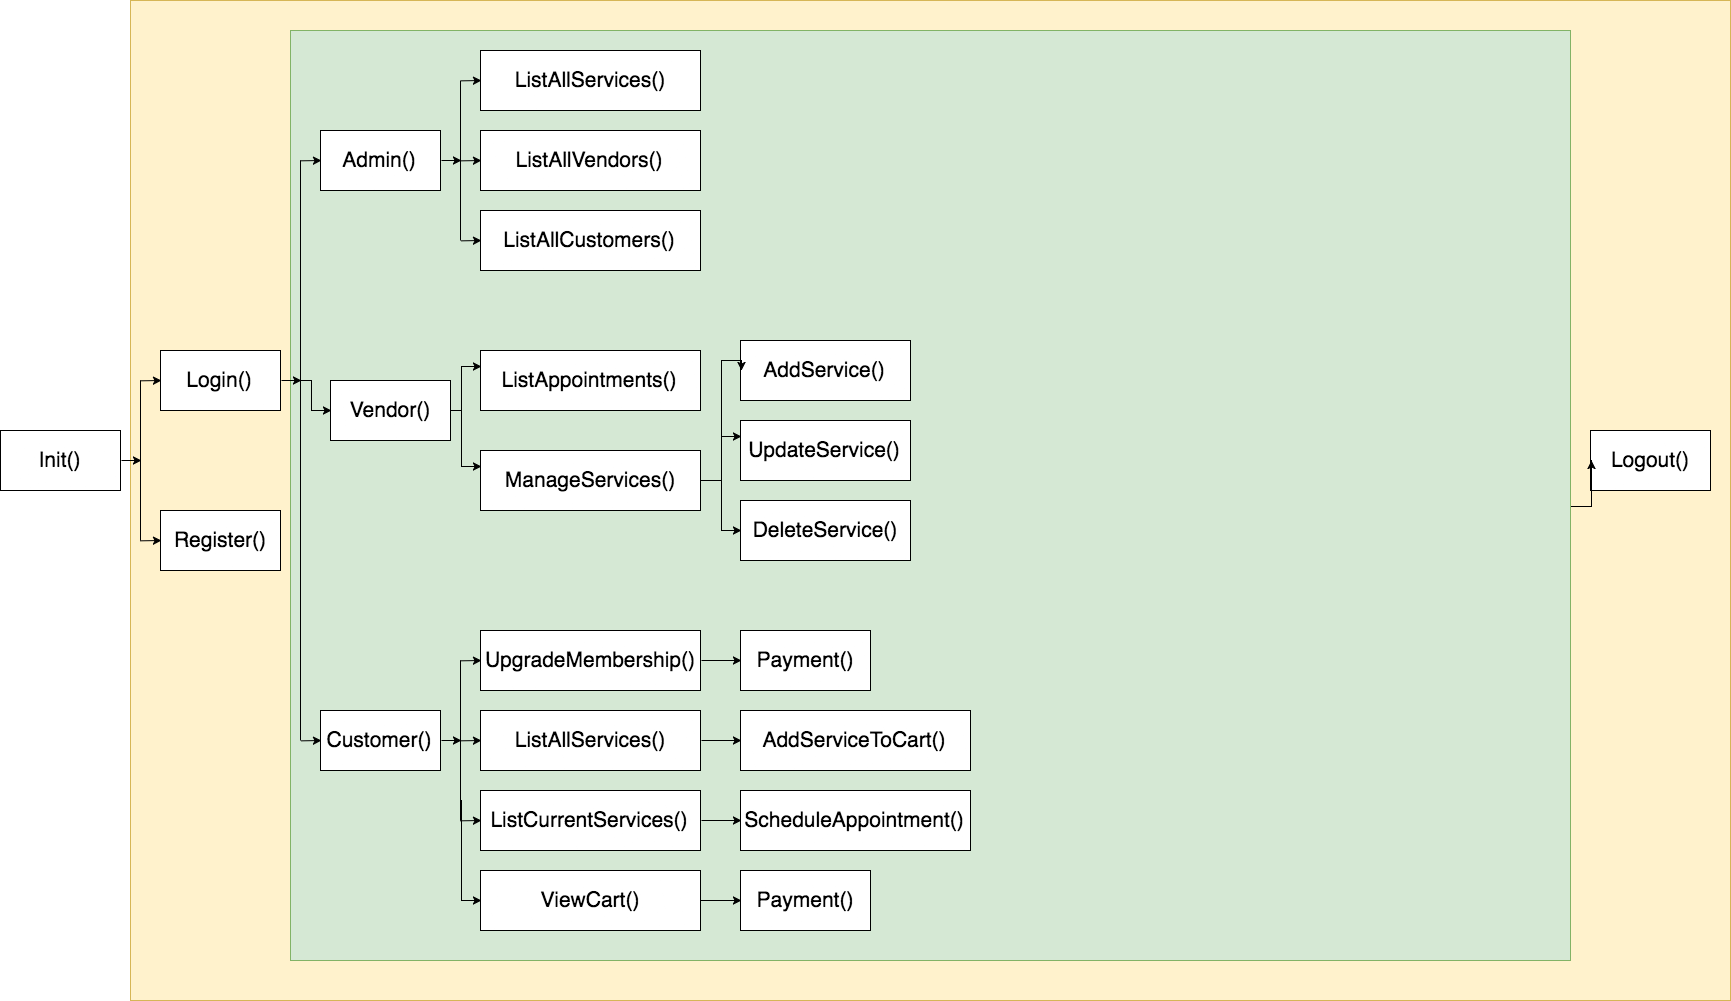 Init()
Login()
Register()
Admin()
ListAllServices()
ListAllVendors()
ListAllCustomers()
Vendor()
ListAppointments()
ManageServices()
AddService()
UpdateService()
DeleteService()
Customer()
UpgradeMembership()
Payment()
ListAllServices()
AddServiceToCart()
ListCurrentServices()
ScheduleAppointment()
ViewCart()
Payment()
Logout()